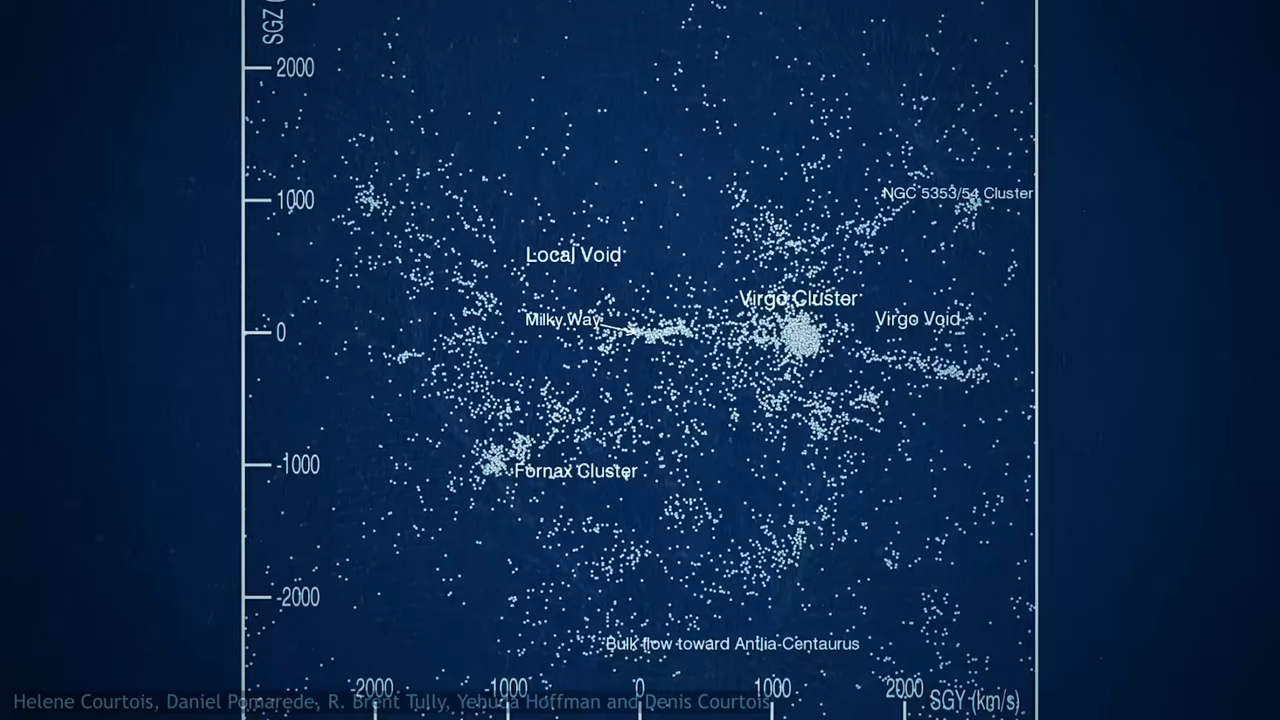 SGZ (
2000
1000
NGC 5353/54 Cluster
Local Void
Virgo Cluster
Milky Way
Virgo Void
0
-1000
Fornax Cluster
-2000
Bulk flow toward Antlia-Centaurus
-2000 -1000 0 1000 2000 SGY (km/s)
Helene Courtois, Daniel Pomarede, R. Brent Tully, Yehuda Hoffman and Denis Courtois